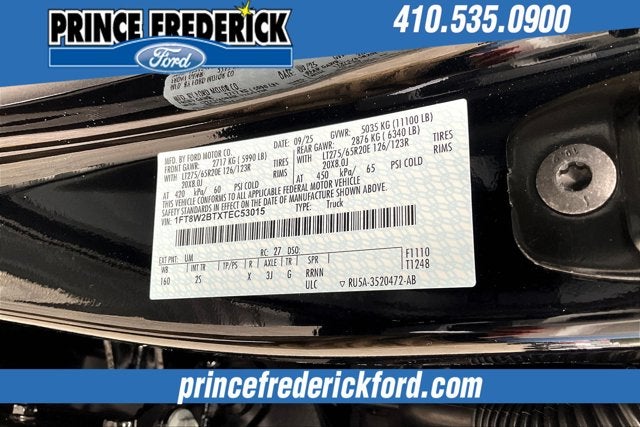 PRINCE FREDERICK
Ford
410.535.0900
MFD. BY FORD MOTOR CO.
DATE: 09/25 GVWR: 5035 KG (11100 LB)
FRONT GAWR: 2717 KG ( 5990 LB) REAR GAWR: 2876 KG ( 6340 LB)
LT275/65R20E 126/123R TIRES LT275/65R20E 126/123R TIRES
20X8.0J 20X8.0J
AT 420 kPa/ 60 PSI COLD AT 450 kPa/ 65 PSI COLD
THIS VEHICLE CONFORMS TO ALL APPLICABLE FEDERAL MOTOR VEHICLE
SAFETY AND THEFT PREVENTION STANDARDS IN EFFECT ON THE
DATE OF MANUFACTURE SHOWN ABOVE.
VIN: 1FT8W2BTXTEC53015 TYPE: Truck
EXT PNT: UM RC: 27 DSO: F1110
WB INT TR TP/PS R AXLE TR SPR T1248
160 2S X 3J G RRNN
ULC ▽ RU5A-3520472-AB
princefrederickford.com